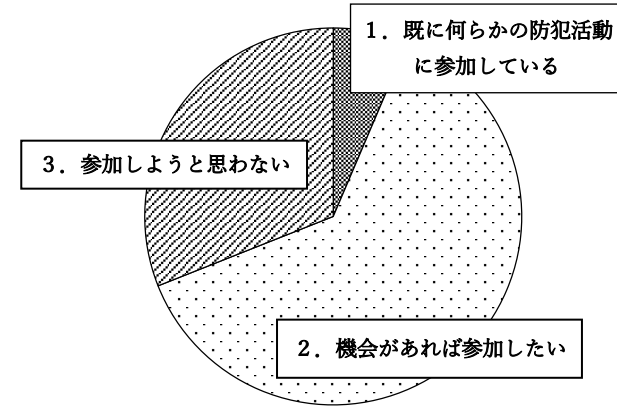 1．既に何らかの防犯活動
に参加している
3．参加しようと思わない
2．機会があれば参加したい